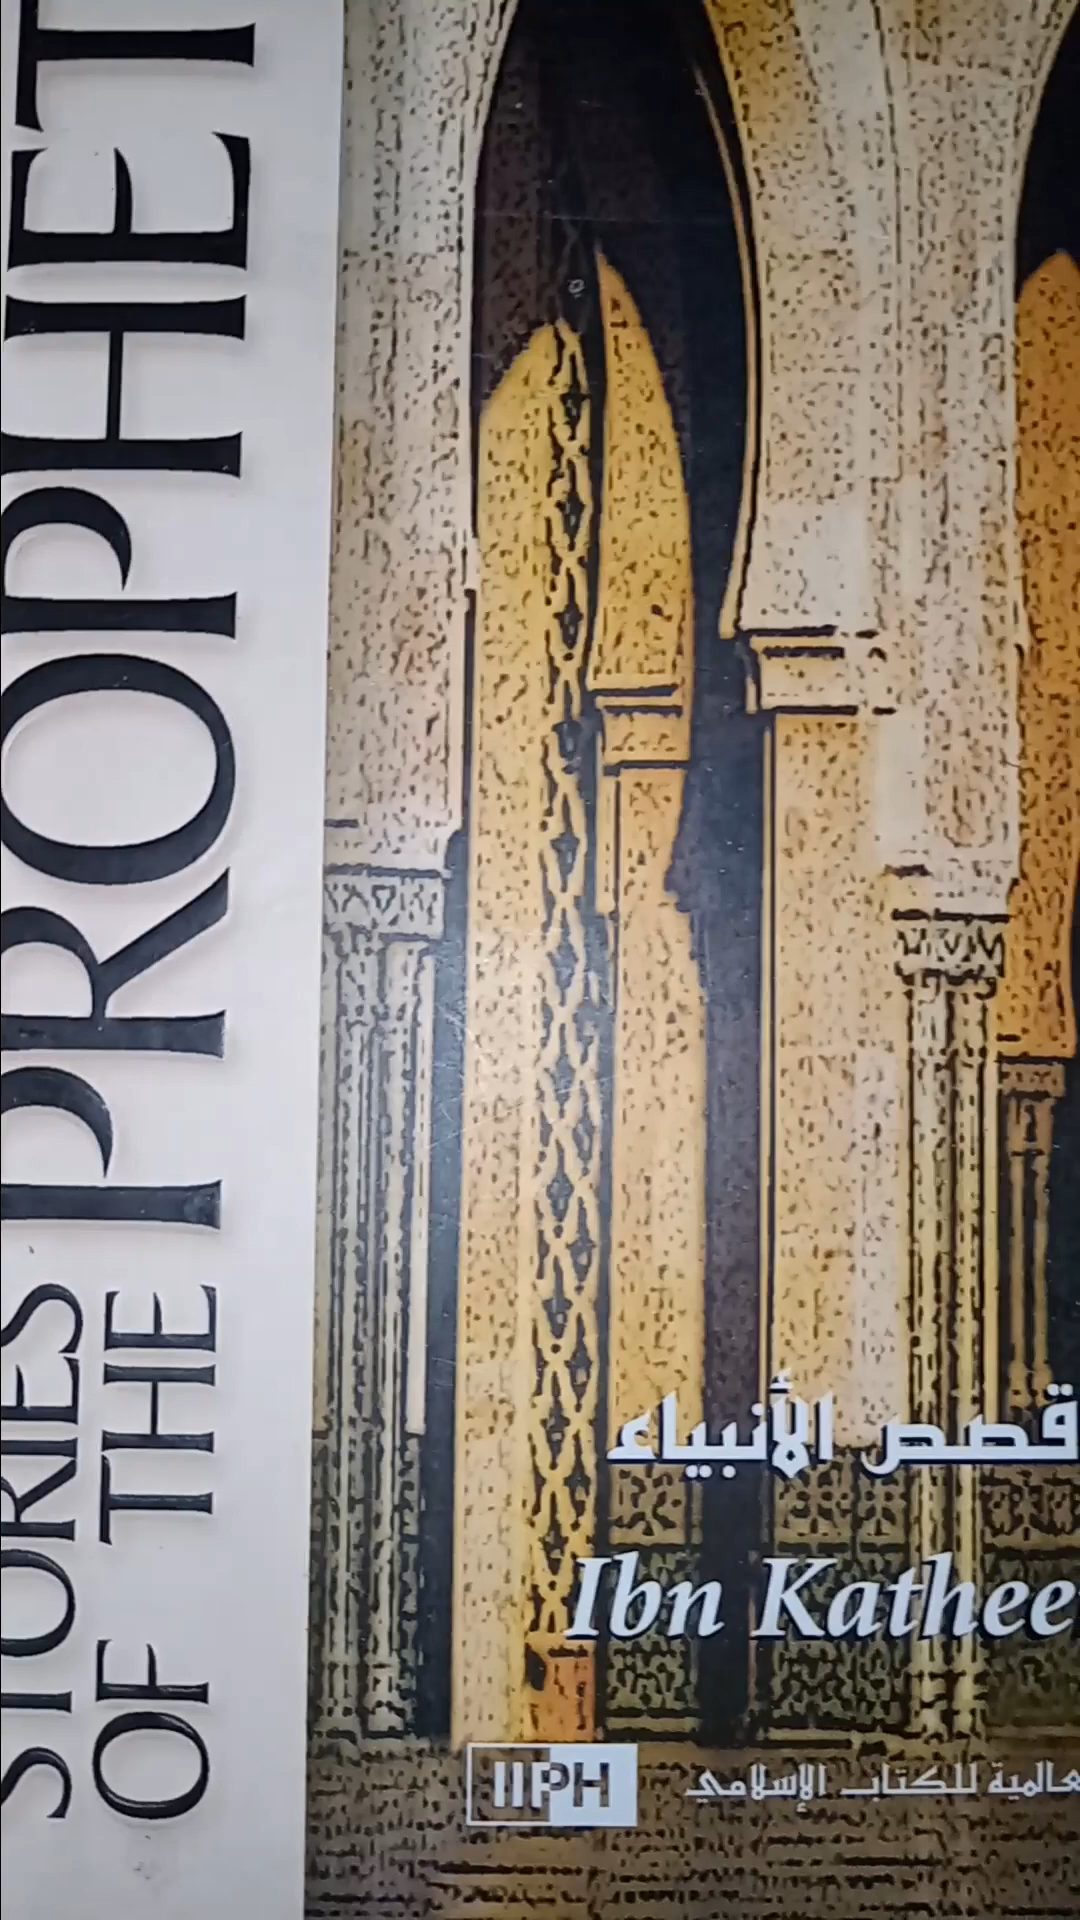 STORIES
OF THE
PROPHET
قصص الأنبياء
Ibn Kathee
IIPH
عالمية للكتاب الإسلامي